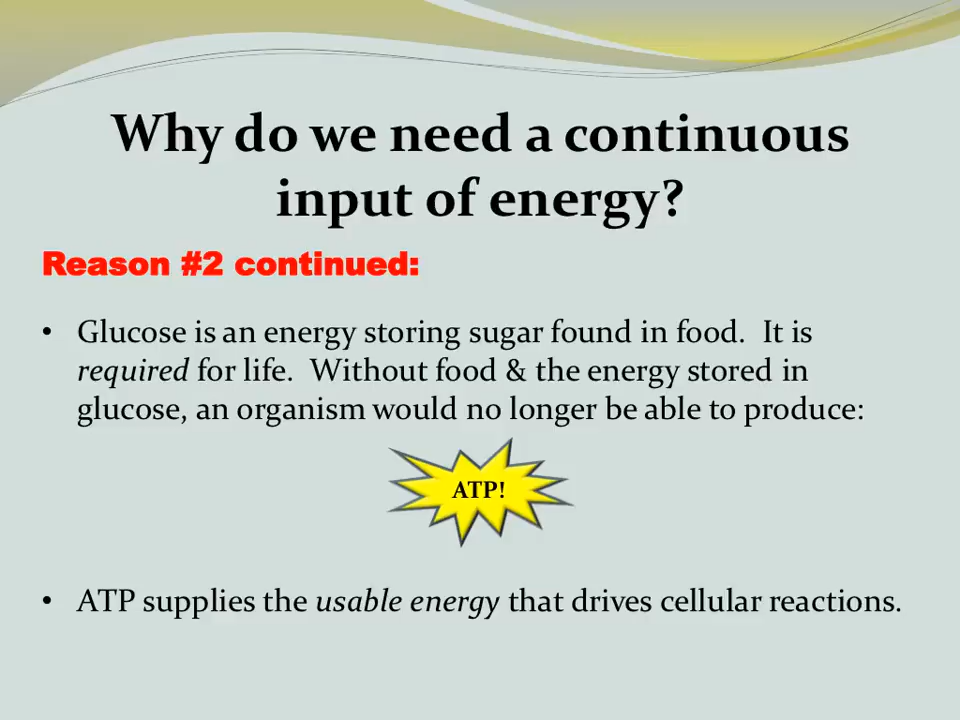 Why do we need a continuous
input of energy?
Reason #2 continued:
• Glucose is an energy storing sugar found in food. It is
required for life. Without food & the energy stored in
glucose, an organism would no longer be able to produce:
ATP!
• ATP supplies the usable energy that drives cellular reactions.